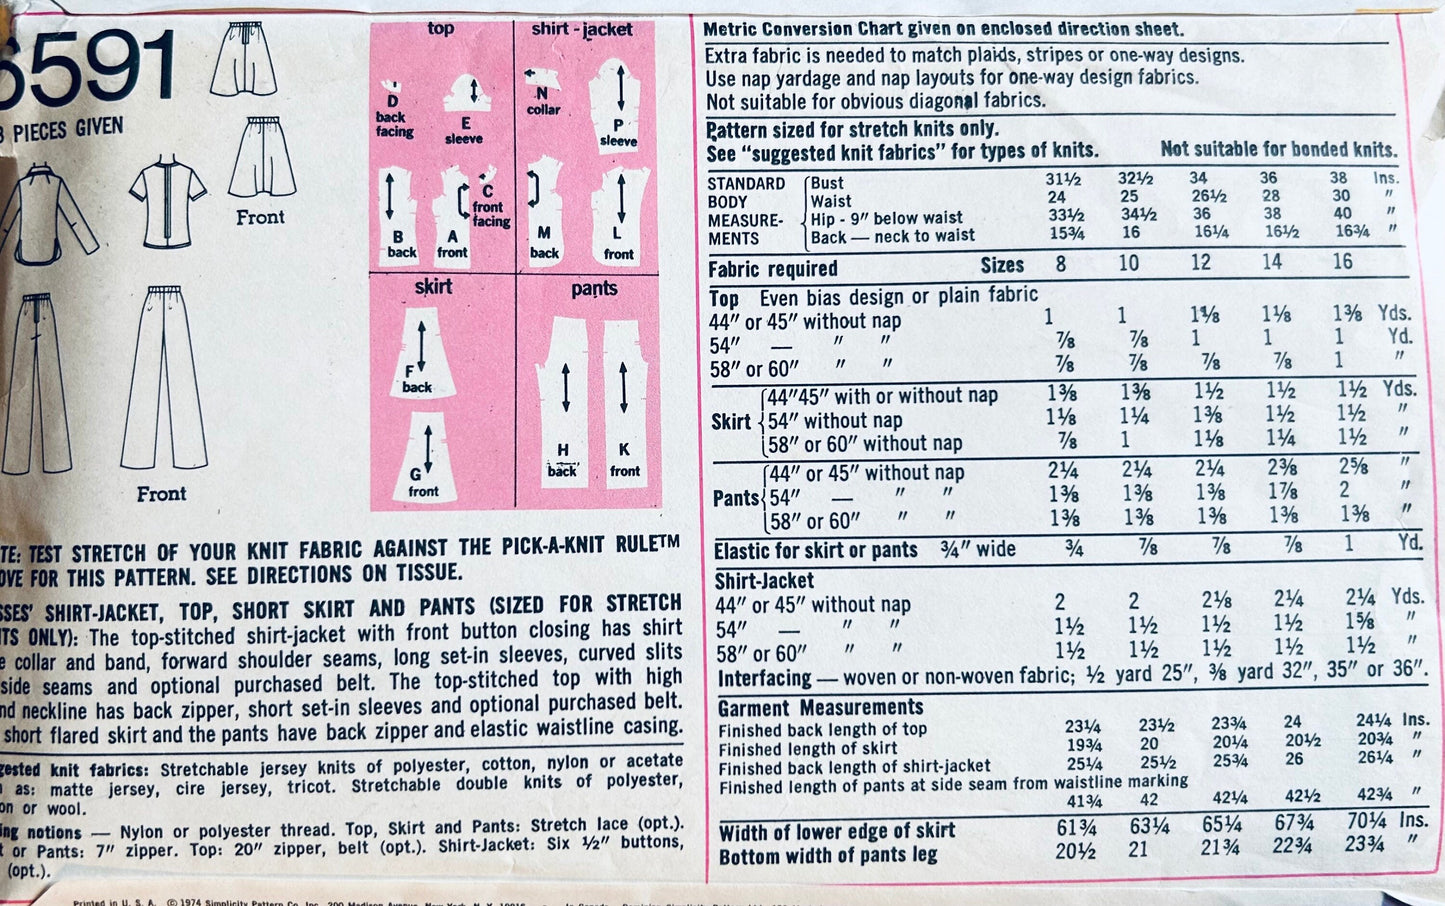 6591
PIECES GIVEN
Front
Front
top
D
back
facing
E
sleeve
B
back
A
front
C
front
facing
shirt - jacket
N
collar
P
sleeve
M
back
L
front
skirt
F
back
G
front
pants
H
back
K
front
TE: TEST STRETCH OF YOUR KNIT FABRIC AGAINST THE PICK-A-KNIT RULE™
OVE FOR THIS PATTERN. SEE DIRECTIONS ON TISSUE.
SSES' SHIRT-JACKET, TOP, SHORT SKIRT AND PANTS (SIZED FOR STRETCH
ITS ONLY): The top-stitched shirt-jacket with front button closing has shirt
e collar and band, forward shoulder seams, long set-in sleeves, curved slits
side seams and optional purchased belt. The top-stitched top with high
nd neckline has back zipper, short set-in sleeves and optional purchased belt.
short flared skirt and the pants have back zipper and elastic waistline casing.
gested knit fabrics: Stretchable jersey knits of polyester, cotton, nylon or acetate
as: matte jersey, cire jersey, tricot. Stretchable double knits of polyester,
on or wool.
ing notions — Nylon or polyester thread. Top, Skirt and Pants: Stretch lace (opt.).
t or Pants: 7" zipper. Top: 20" zipper, belt (opt.). Shirt-Jacket: Six ½" buttons,
(opt.).
Printed in U. S. A. © 1974 Simplicity Pattern Co. Inc. 200 Madison Avenue, New York, N. Y. 10016
Metric Conversion Chart given on enclosed direction sheet.
Extra fabric is needed to match plaids, stripes or one-way designs.
Use nap yardage and nap layouts for one-way design fabrics.
Not suitable for obvious diagonal fabrics.
Pattern sized for stretch knits only.
See "suggested knit fabrics" for types of knits. Not suitable for bonded knits.
STANDARD Bust 31½ 32½ 34 36 38 Ins.
BODY Waist 24 25 26½ 28 30 "
MEASURE- Hip - 9" below waist 33½ 34½ 36 38 40 "
MENTS Back — neck to waist 15¾ 16 16¼ 16½ 16¾ "
Fabric required Sizes 8 10 12 14 16
Top Even bias design or plain fabric
44" or 45" without nap 1 1 1⅛ 1⅛ 1⅜ Yds.
54" — " " ⅞ ⅞ 1 1 1 Yd.
58" or 60" " " ⅞ ⅞ ⅞ ⅞ 1 "
44"45" with or without nap 1⅜ 1⅜ 1½ 1½ 1½ Yds.
Skirt 54" without nap 1⅛ 1¼ 1⅜ 1½ 1½ "
58" or 60" without nap ⅞ 1 1⅛ 1¼ 1½ "
44" or 45" without nap 2¼ 2¼ 2¼ 2⅜ 2⅝ "
Pants 54" — " " 1⅜ 1⅜ 1⅜ 1⅞ 2 "
58" or 60" " " 1⅜ 1⅜ 1⅜ 1⅜ 1⅜ "
Elastic for skirt or pants ¾" wide ¾ ⅞ ⅞ ⅞ 1 Yd.
Shirt-Jacket
44" or 45" without nap 2 2 2⅛ 2¼ 2¼ Yds.
54" — " " 1½ 1½ 1½ 1½ 1⅝ "
58" or 60" " " 1½ 1½ 1½ 1½ 1½ "
Interfacing — woven or non-woven fabric; ½ yard 25", ⅜ yard 32", 35" or 36".
Garment Measurements
Finished back length of top 23¼ 23½ 23¾ 24 24¼ Ins.
Finished length of skirt 19¾ 20 20¼ 20½ 20¾ "
Finished back length of shirt-jacket 25¼ 25½ 25¾ 26 26¼ "
Finished length of pants at side seam from waistline marking
41¾ 42 42¼ 42½ 42¾ "
Width of lower edge of skirt 61¾ 63¼ 65¼ 67¾ 70¼ Ins.
Bottom width of pants leg 20½ 21 21¾ 22¾ 23¾ "